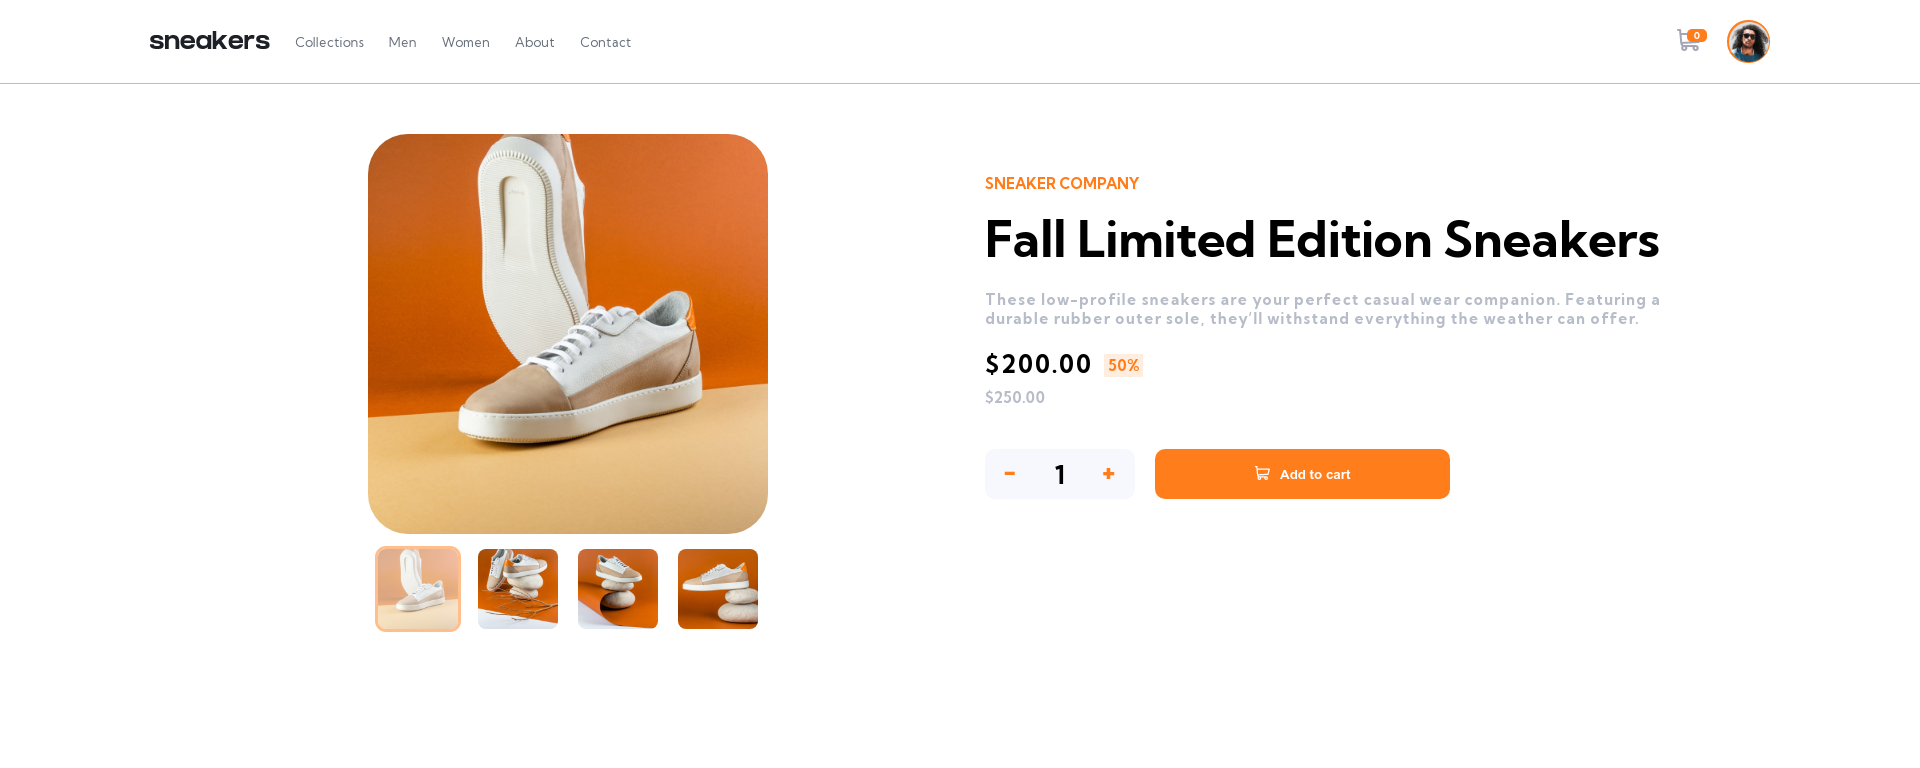 sneakers
Collections
Men
Women
About
Contact
0
SNEAKER COMPANY
Fall Limited Edition Sneakers
These low-profile sneakers are your perfect casual wear companion. Featuring a
durable rubber outer sole, they'll withstand everything the weather can offer.
$200.00 50%
$250.00
- 1 +
Add to cart